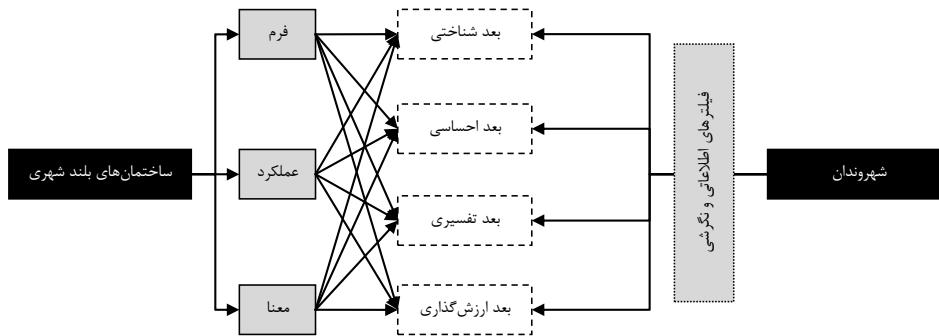 ساختمان‌های بلند شهری
فرم
عملکرد
معنا
بعد شناختی
بعد احساسی
بعد تفسیری
بعد ارزش‌گذاری
فیلترهای اطلاعاتی و نگرشی
شهروندان